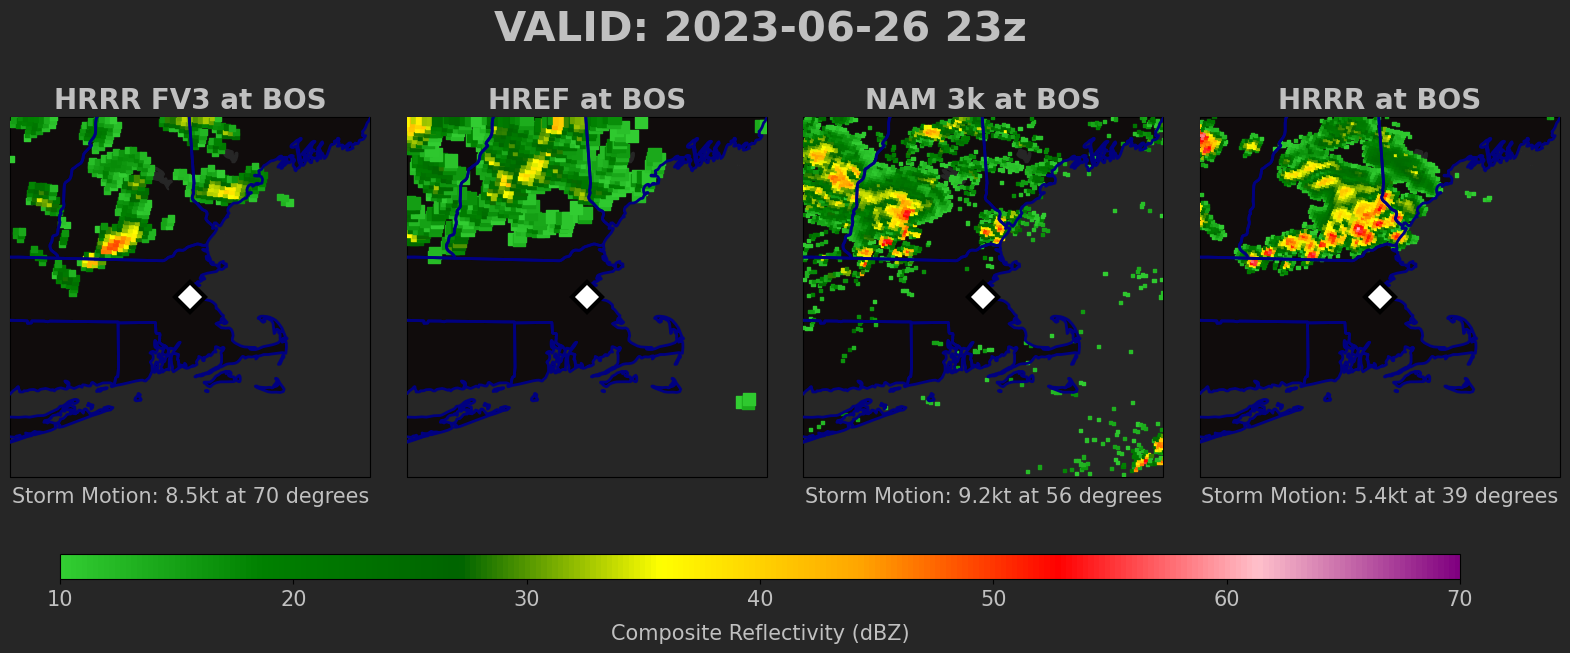 VALID: 2023-06-26 23z
HRRR FV3 at BOS
HREF at BOS
NAM 3k at BOS
HRRR at BOS
Storm Motion: 8.5kt at 70 degrees
Storm Motion: 9.2kt at 56 degrees
Storm Motion: 5.4kt at 39 degrees
10 20 30 40 50 60 70
Composite Reflectivity (dBZ)